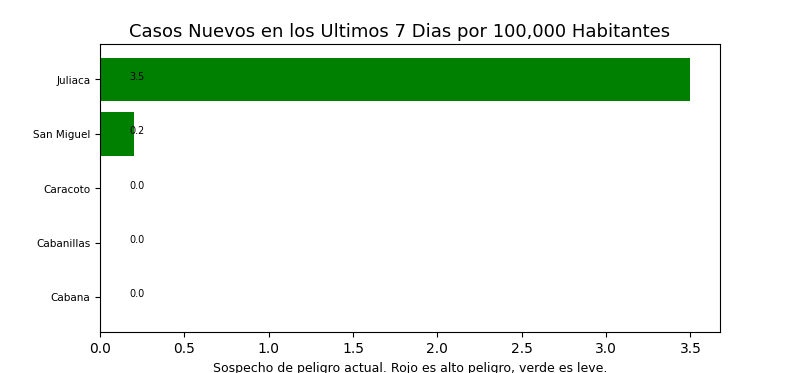 Casos Nuevos en los Ultimos 7 Dias por 100,000 Habitantes
Juliaca 3.5
San Miguel 0.2
Caracoto 0.0
Cabanillas 0.0
Cabana 0.0
0.0 0.5 1.0 1.5 2.0 2.5 3.0 3.5
Sospecho de peligro actual. Rojo es alto peligro, verde es leve.